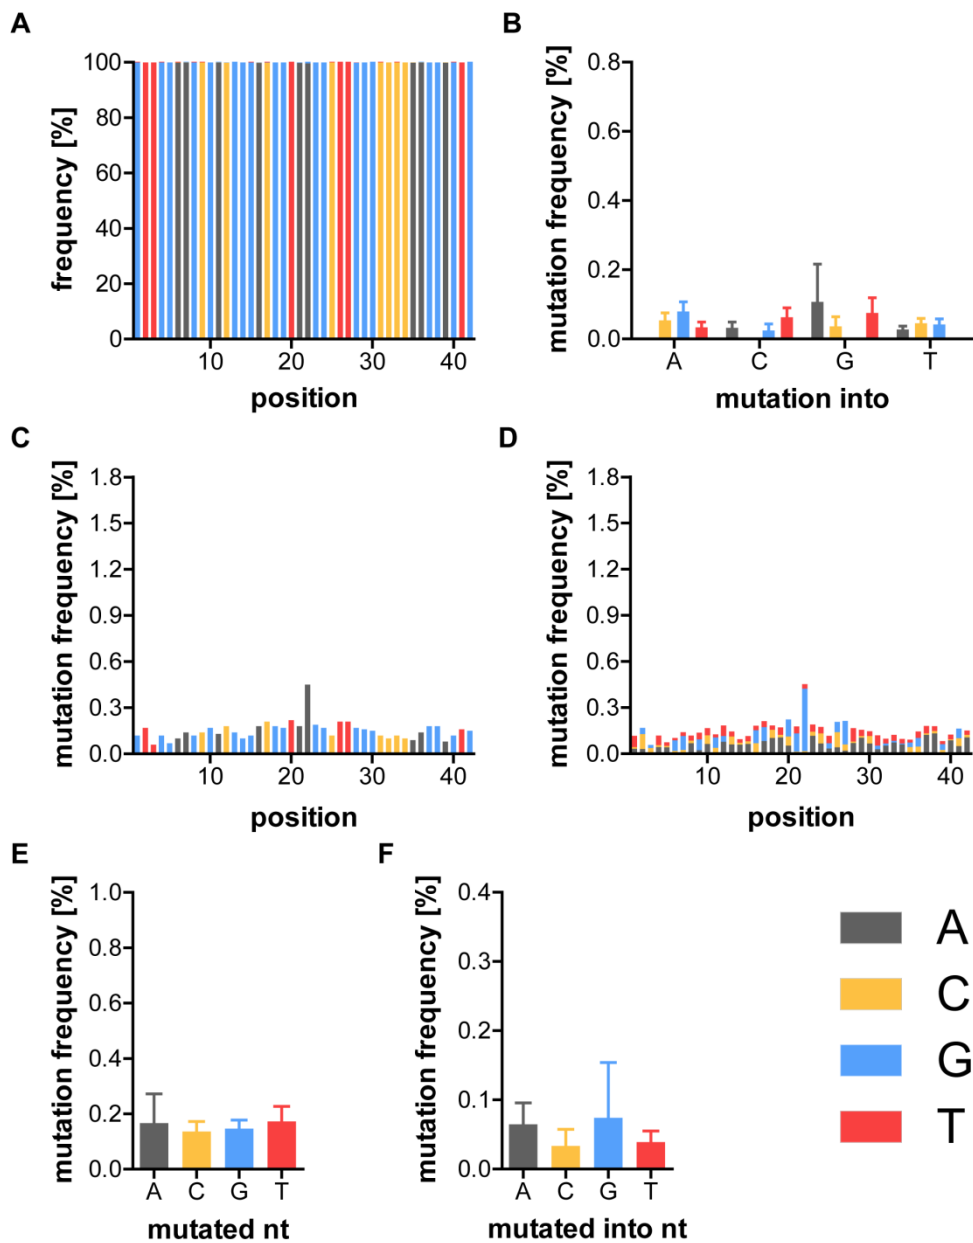 A
frequency [%]
100
80
60
40
20
0
10 20 30 40
position
B
mutation frequency [%]
0.8
0.6
0.4
0.2
0.0
A C G T
mutation into
C
mutation frequency [%]
1.8
1.5
1.2
0.9
0.6
0.3
0.0
10 20 30 40
position
D
mutation frequency [%]
1.8
1.5
1.2
0.9
0.6
0.3
0.0
10 20 30 40
position
E
mutation frequency [%]
1.0
0.8
0.6
0.4
0.2
0.0
A C G T
mutated nt
F
mutation frequency [%]
0.4
0.3
0.2
0.1
0.0
A C G T
mutated into nt
A
C
G
T